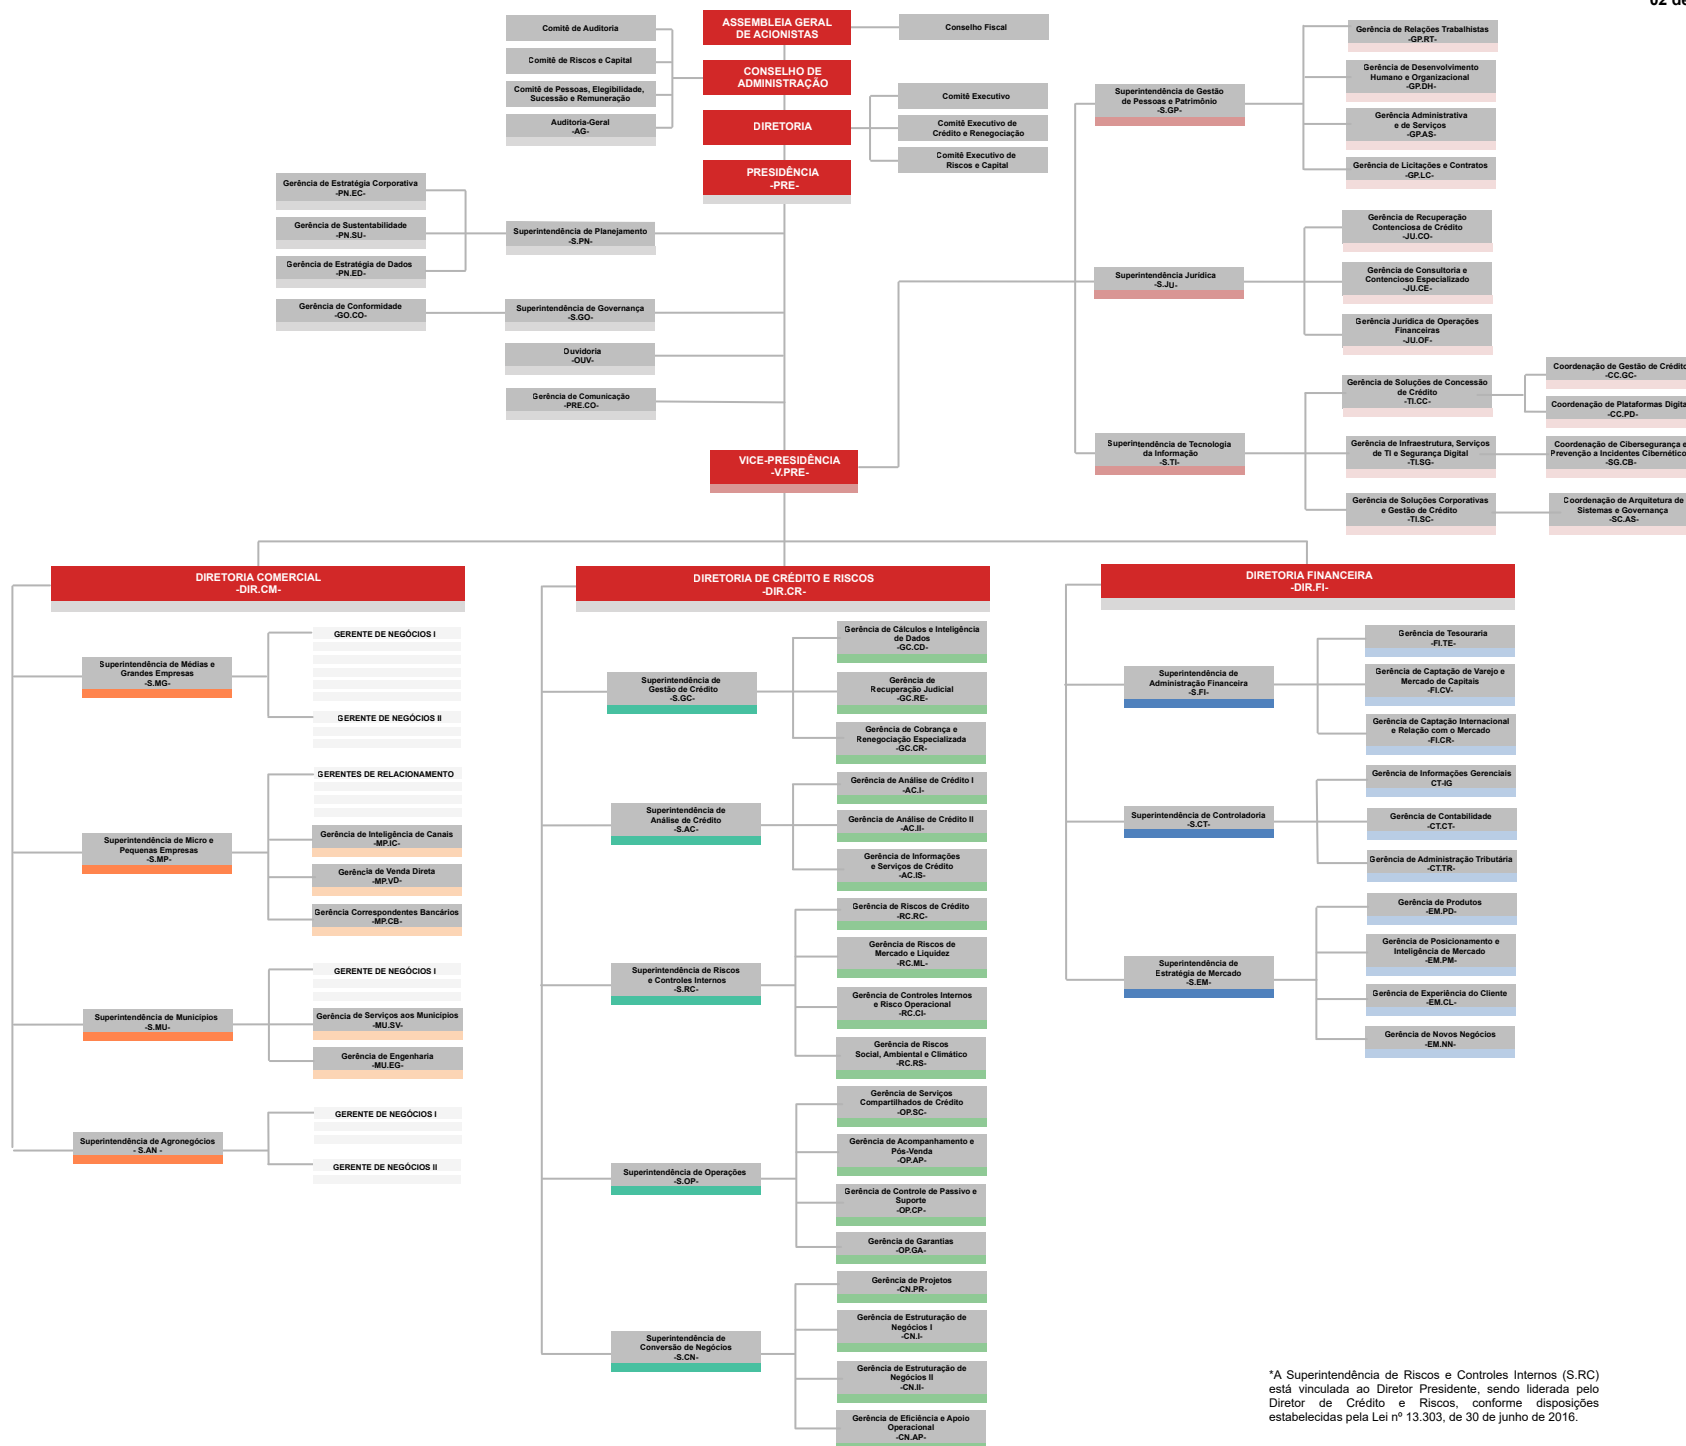 02 de
ASSEMBLEIA GERAL
DE ACIONISTAS
Conselho Fiscal
Comitê de Auditoria
Comitê de Riscos e Capital
Comitê de Pessoas, Elegibilidade,
Sucessão e Remuneração
Auditoria-Geral
-AG-
CONSELHO DE
ADMINISTRAÇÃO
DIRETORIA
Comitê Executivo
Comitê Executivo de
Crédito e Renegociação
Comitê Executivo de
Riscos e Capital
PRESIDÊNCIA
-PRE-
Gerência de Estratégia Corporativa
-PN.EC-
Gerência de Sustentabilidade
-PN.SU-
Gerência de Estratégia de Dados
-PN.ED-
Superintendência de Planejamento
-S.PN-
Gerência de Conformidade
-GO.CO-
Superintendência de Governança
-S.GO-
Ouvidoria
-OUV-
Gerência de Comunicação
-PRE.CO-
VICE-PRESIDÊNCIA
-V.PRE-
Superintendência de Gestão
de Pessoas e Patrimônio
-S.GP-
Gerência de Relações Trabalhistas
-GP.RT-
Gerência de Desenvolvimento
Humano e Organizacional
-GP.DH-
Gerência Administrativa
e de Serviços
-GP.AS-
Gerência de Licitações e Contratos
-GP.LC-
Superintendência Jurídica
-S.JU-
Gerência de Recuperação
Contenciosa de Crédito
-JU.CO-
Gerência de Consultoria e
Contencioso Especializado
-JU.CE-
Gerência Jurídica de Operações
Financeiras
-JU.OF-
Superintendência de Tecnologia
da Informação
-S.TI-
Gerência de Soluções de Concessão
de Crédito
-TI.CC-
Coordenação de Gestão de Crédito
-CC.GC-
Coordenação de Plataformas Digita
-CC.PD-
Gerência de Infraestrutura, Serviços
de TI e Segurança Digital
-TI.SG-
Coordenação de Cibersegurança e
Prevenção a Incidentes Cibernético
-SG.CB-
Gerência de Soluções Corporativas
e Gestão de Crédito
-TI.SC-
Coordenação de Arquitetura de
Sistemas e Governança
-SC.AS-
DIRETORIA COMERCIAL
-DIR.CM-
Superintendência de Médias e
Grandes Empresas
-S.MG-
GERENTE DE NEGÓCIOS I
GERENTE DE NEGÓCIOS II
Superintendência de Micro e
Pequenas Empresas
-S.MP-
GERENTES DE RELACIONAMENTO
Gerência de Inteligência de Canais
-MP.IC-
Gerência de Venda Direta
-MP.VD-
Gerência Correspondentes Bancários
-MP.CB-
Superintendência de Municípios
-S.MU-
GERENTE DE NEGÓCIOS I
Gerência de Serviços aos Municípios
-MU.SV-
Gerência de Engenharia
-MU.EG-
Superintendência de Agronegócios
- S.AN -
GERENTE DE NEGÓCIOS I
GERENTE DE NEGÓCIOS II
DIRETORIA DE CRÉDITO E RISCOS
-DIR.CR-
Superintendência de
Gestão de Crédito
-S.GC-
Gerência de Cálculos e Inteligência
de Dados
-GC.CD-
Gerência de
Recuperação Judicial
-GC.RE-
Gerência de Cobrança e
Renegociação Especializada
-GC.CR-
Superintendência de
Análise de Crédito
-S.AC-
Gerência de Análise de Crédito I
-AC.I-
Gerência de Análise de Crédito II
-AC.II-
Gerência de Informações
e Serviços de Crédito
-AC.IS-
Superintendência de Riscos
e Controles Internos
-S.RC-
Gerência de Riscos de Crédito
-RC.RC-
Gerência de Riscos de
Mercado e Liquidez
-RC.ML-
Gerência de Controles Internos
e Risco Operacional
-RC.CI-
Gerência de Riscos
Social, Ambiental e Climático
-RC.RS-
Superintendência de Operações
-S.OP-
Gerência de Serviços
Compartilhados de Crédito
-OP.SC-
Gerência de Acompanhamento e
Pós-Venda
-OP.AP-
Gerência de Controle de Passivo e
Suporte
-OP.CP-
Gerência de Garantias
-OP.GA-
Superintendência de
Conversão de Negócios
-S.CN-
Gerência de Projetos
-CN.PR-
Gerência de Estruturação de
Negócios I
-CN.I-
Gerência de Estruturação de
Negócios II
-CN.II-
Gerência de Eficiência e Apoio
Operacional
-CN.AP-
DIRETORIA FINANCEIRA
-DIR.FI-
Superintendência de
Administração Financeira
-S.FI-
Gerência de Tesouraria
-FI.TE-
Gerência de Captação de Varejo e
Mercado de Capitais
-FI.CV-
Gerência de Captação Internacional
e Relação com o Mercado
-FI.CR-
Superintendência de Controladoria
-S.CT-
Gerência de Informações Gerenciais
CT-IG
Gerência de Contabilidade
-CT.CT-
Gerência de Administração Tributária
-CT.TR-
Superintendência de
Estratégia de Mercado
-S.EM-
Gerência de Produtos
-EM.PD-
Gerência de Posicionamento e
Inteligência de Mercado
-EM.PM-
Gerência de Experiência do Cliente
-EM.CL-
Gerência de Novos Negócios
-EM.NN-
*A Superintendência de Riscos e Controles Internos (S.RC)
está vinculada ao Diretor Presidente, sendo liderada pelo
Diretor de Crédito e Riscos, conforme disposições
estabelecidas pela Lei nº 13.303, de 30 de junho de 2016.